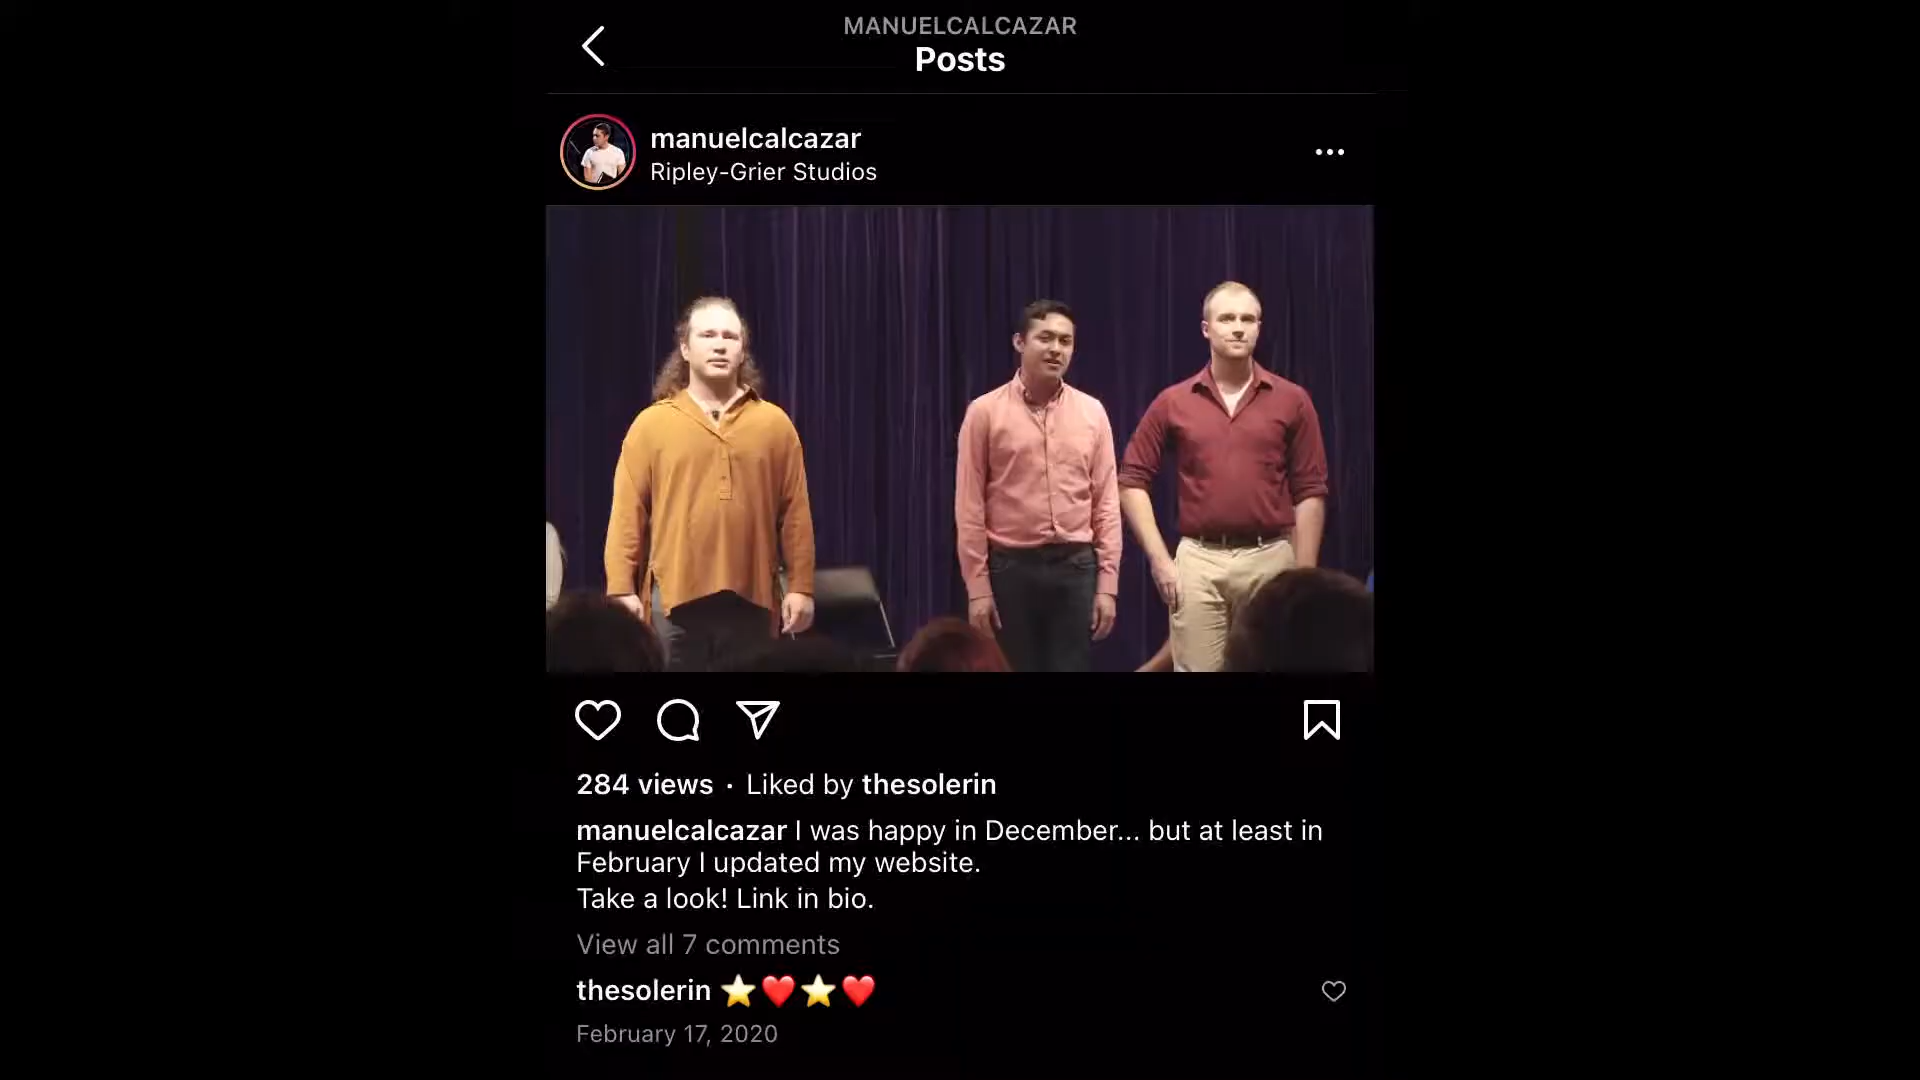 MANUELCALCAZAR
Posts
manuelcalcazar
Ripley-Grier Studios
284 views · Liked by thesolerin
manuelcalcazar I was happy in December... but at least in
February I updated my website.
Take a look! Link in bio.
View all 7 comments
thesolerin ⭐❤️⭐❤️
February 17, 2020